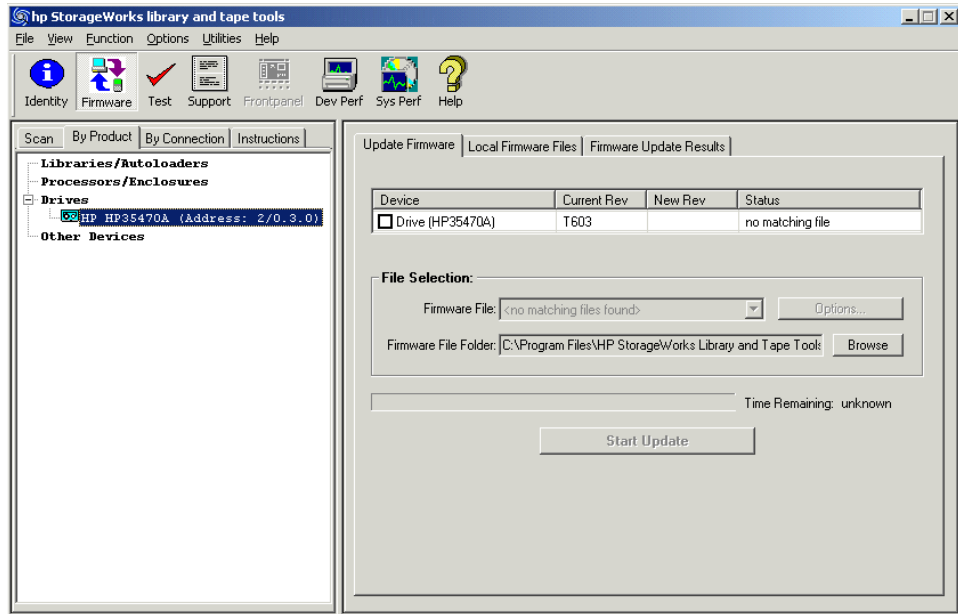 hp StorageWorks library and tape tools
File View Function Options Utilities Help
Identity Firmware Test Support Frontpanel Dev Perf Sys Perf Help
Scan By Product By Connection Instructions
Libraries/Autoloaders
Processors/Enclosures
Drives
HP HP35470A (Address: 2/0.3.0)
Other Devices
Update Firmware Local Firmware Files Firmware Update Results
Device Current Rev New Rev Status
Drive (HP35470A) T603 no matching file
File Selection:
Firmware File: <no matching files found> Options...
Firmware File Folder: C:\Program Files\HP StorageWorks Library and Tape Tools Browse
Time Remaining: unknown
Start Update